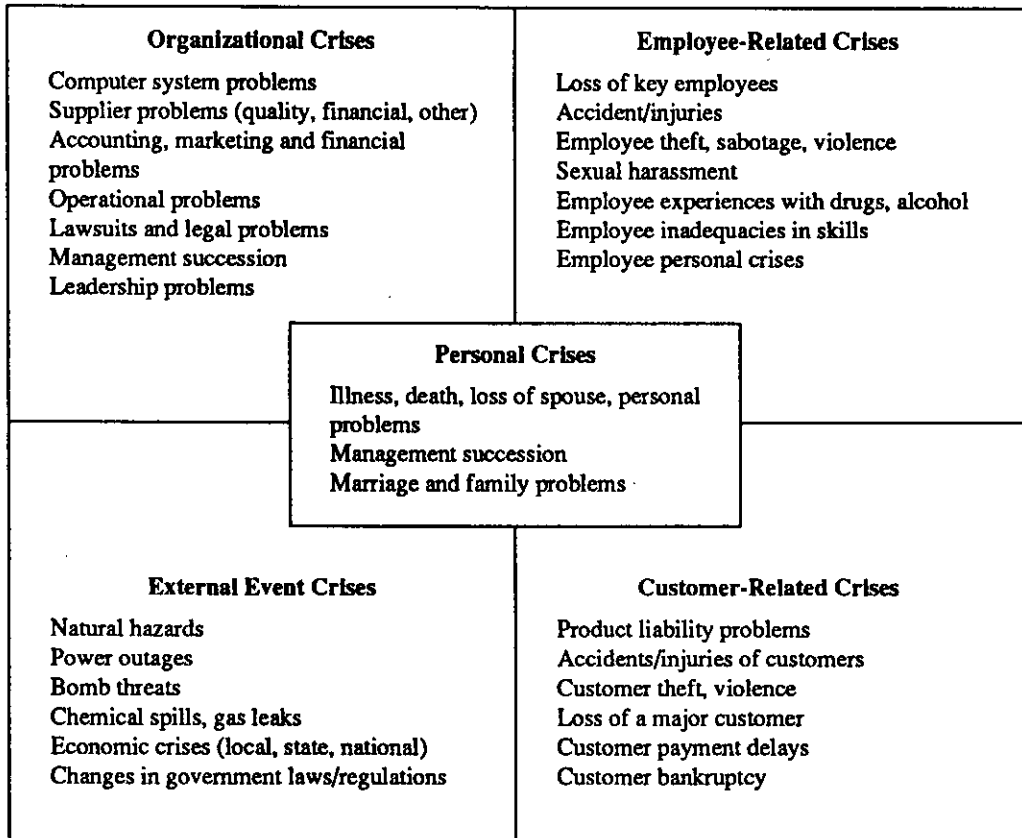 Organizational Crises
Computer system problems
Supplier problems (quality, financial, other)
Accounting, marketing and financial
problems
Operational problems
Lawsuits and legal problems
Management succession
Leadership problems
Employee-Related Crises
Loss of key employees
Accident/injuries
Employee theft, sabotage, violence
Sexual harassment
Employee experiences with drugs, alcohol
Employee inadequacies in skills
Employee personal crises
Personal Crises
Illness, death, loss of spouse, personal
problems
Management succession
Marriage and family problems
External Event Crises
Natural hazards
Power outages
Bomb threats
Chemical spills, gas leaks
Economic crises (local, state, national)
Changes in government laws/regulations
Customer-Related Crises
Product liability problems
Accidents/injuries of customers
Customer theft, violence
Loss of a major customer
Customer payment delays
Customer bankruptcy